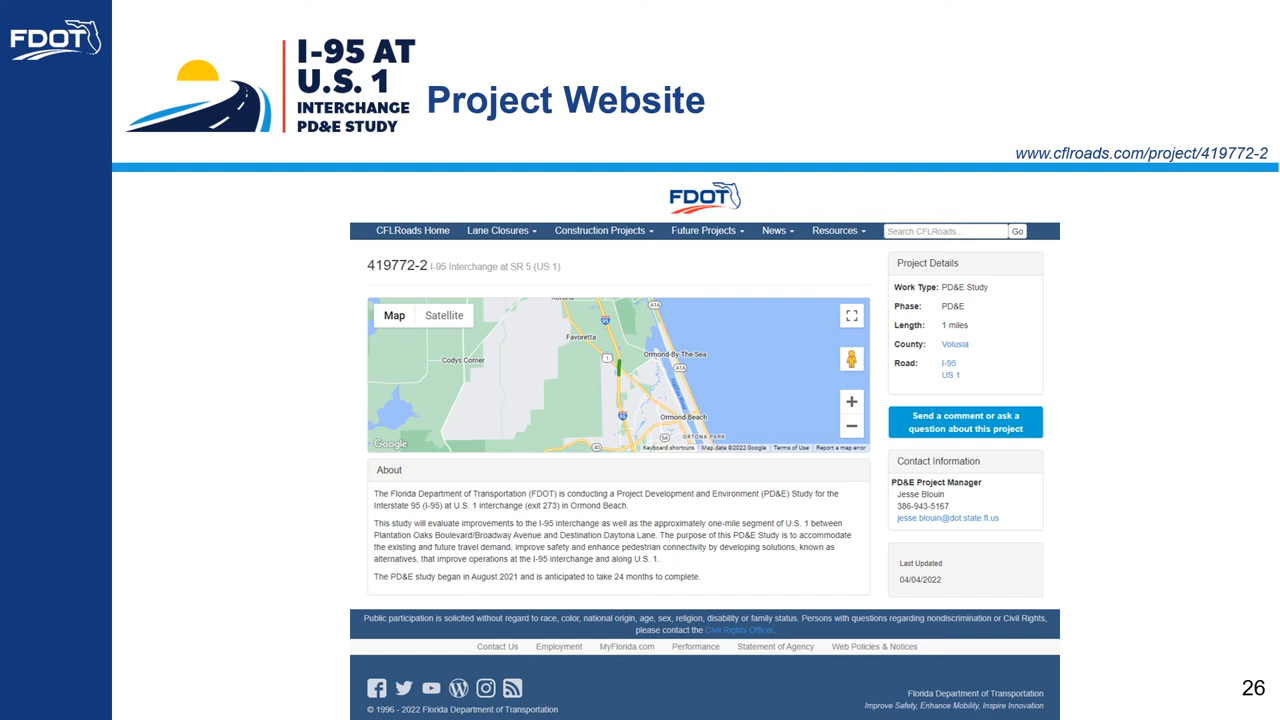 FDOT
I-95 AT
U.S. 1
INTERCHANGE
PD&E STUDY
Project Website
www.cflroads.com/project/419772-2
FDOT
CFLRoads Home Lane Closures Construction Projects Future Projects News Resources Search CFLRoads... Go
419772-2 I-95 Interchange at SR 5 (US 1)
Map Satellite
Korona
A1A
95
Favoretta
1
Codys Corner
Ormond-By-The-Sea
A1A
Halifax River
95
Ormond Beach
ORTONA PARK
5A
40
Google
Keyboard shortcuts Map data ©2022 Google Terms of Use Report a map error
About
The Florida Department of Transportation (FDOT) is conducting a Project Development and Environment (PD&E) Study for the
Interstate 95 (I-95) at U.S. 1 interchange (exit 273) in Ormond Beach.
This study will evaluate improvements to the I-95 interchange as well as the approximately one-mile segment of U.S. 1 between
Plantation Oaks Boulevard/Broadway Avenue and Destination Daytona Lane. The purpose of this PD&E Study is to accommodate
the existing and future travel demand, improve safety and enhance pedestrian connectivity by developing solutions, known as
alternatives, that improve operations at the I-95 interchange and along U.S. 1.
The PD&E study began in August 2021 and is anticipated to take 24 months to complete.
Project Details
Work Type: PD&E Study
Phase: PD&E
Length: 1 miles
County: Volusia
Road: I-95
US 1
Send a comment or ask a
question about this project
Contact Information
PD&E Project Manager
Jesse Blouin
386-943-5167
jesse.blouin@dot.state.fl.us
Last Updated
04/04/2022
Public participation is solicited without regard to race, color, national origin, age, sex, religion, disability or family status. Persons with questions regarding nondiscrimination or Civil Rights,
please contact the Civil Rights Officer.
Contact Us Employment MyFlorida.com Performance Statement of Agency Web Policies & Notices
© 1996 - 2022 Florida Department of Transportation
Florida Department of Transportation
Improve Safety, Enhance Mobility, Inspire Innovation
26